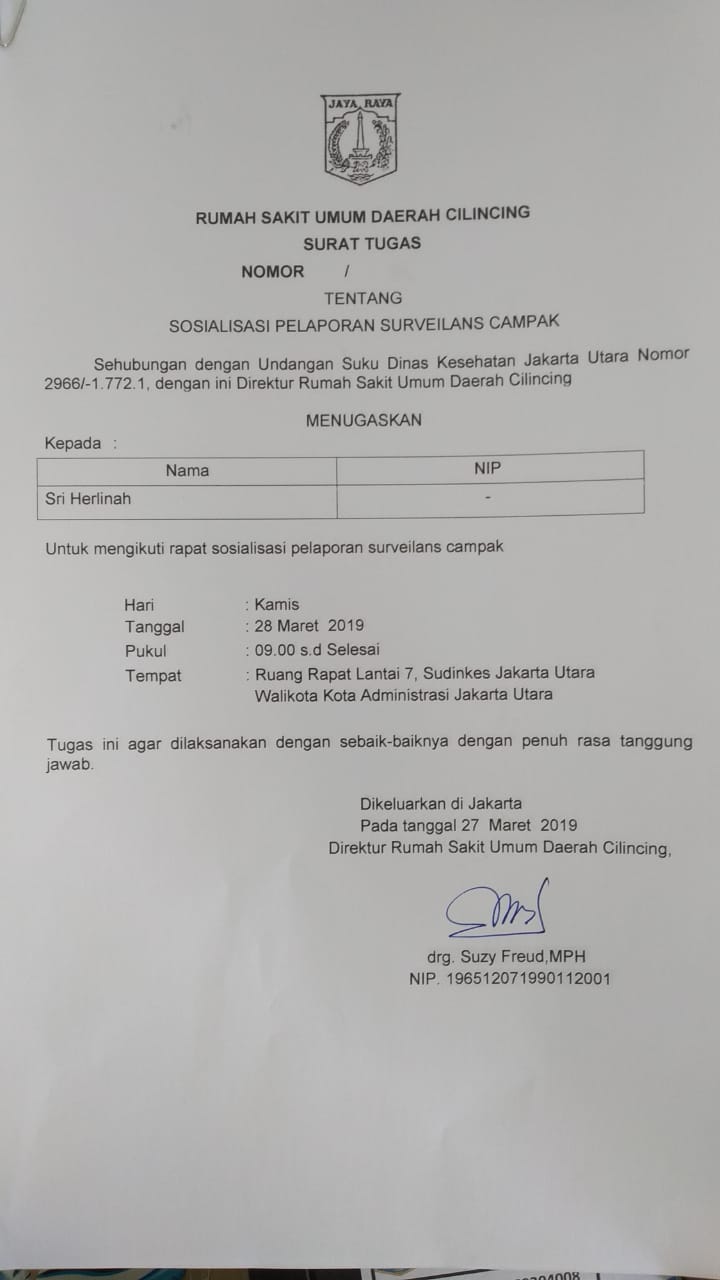 JAYA RAYA
RUMAH SAKIT UMUM DAERAH CILINCING
SURAT TUGAS
NOMOR /
TENTANG
SOSIALISASI PELAPORAN SURVEILANS CAMPAK
Sehubungan dengan Undangan Suku Dinas Kesehatan Jakarta Utara Nomor
2966/-1.772.1, dengan ini Direktur Rumah Sakit Umum Daerah Cilincing
MENUGASKAN
Kepada :
Nama NIP
Sri Herlinah -
Untuk mengikuti rapat sosialisasi pelaporan surveilans campak
Hari : Kamis
Tanggal : 28 Maret 2019
Pukul : 09.00 s.d Selesai
Tempat : Ruang Rapat Lantai 7, Sudinkes Jakarta Utara
Walikota Kota Administrasi Jakarta Utara
Tugas ini agar dilaksanakan dengan sebaik-baiknya dengan penuh rasa tanggung
jawab.
Dikeluarkan di Jakarta
Pada tanggal 27 Maret 2019
Direktur Rumah Sakit Umum Daerah Cilincing,
drg. Suzy Freud,MPH
NIP. 196512071990112001